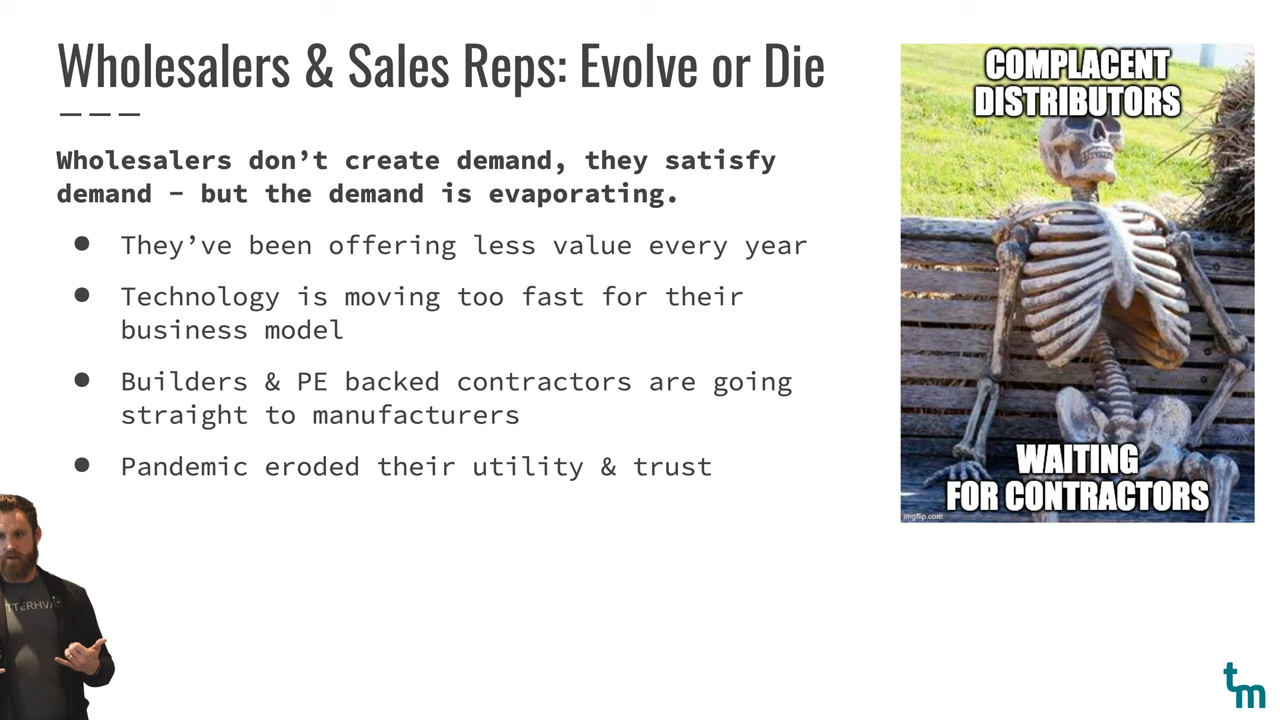 Wholesalers & Sales Reps: Evolve or Die
Wholesalers don’t create demand, they satisfy
demand – but the demand is evaporating.
● They’ve been offering less value every year
● Technology is moving too fast for their
business model
● Builders & PE backed contractors are going
straight to manufacturers
● Pandemic eroded their utility & trust
COMPLACENT
DISTRIBUTORS
WAITING
FOR CONTRACTORS
imgflip.com
tm